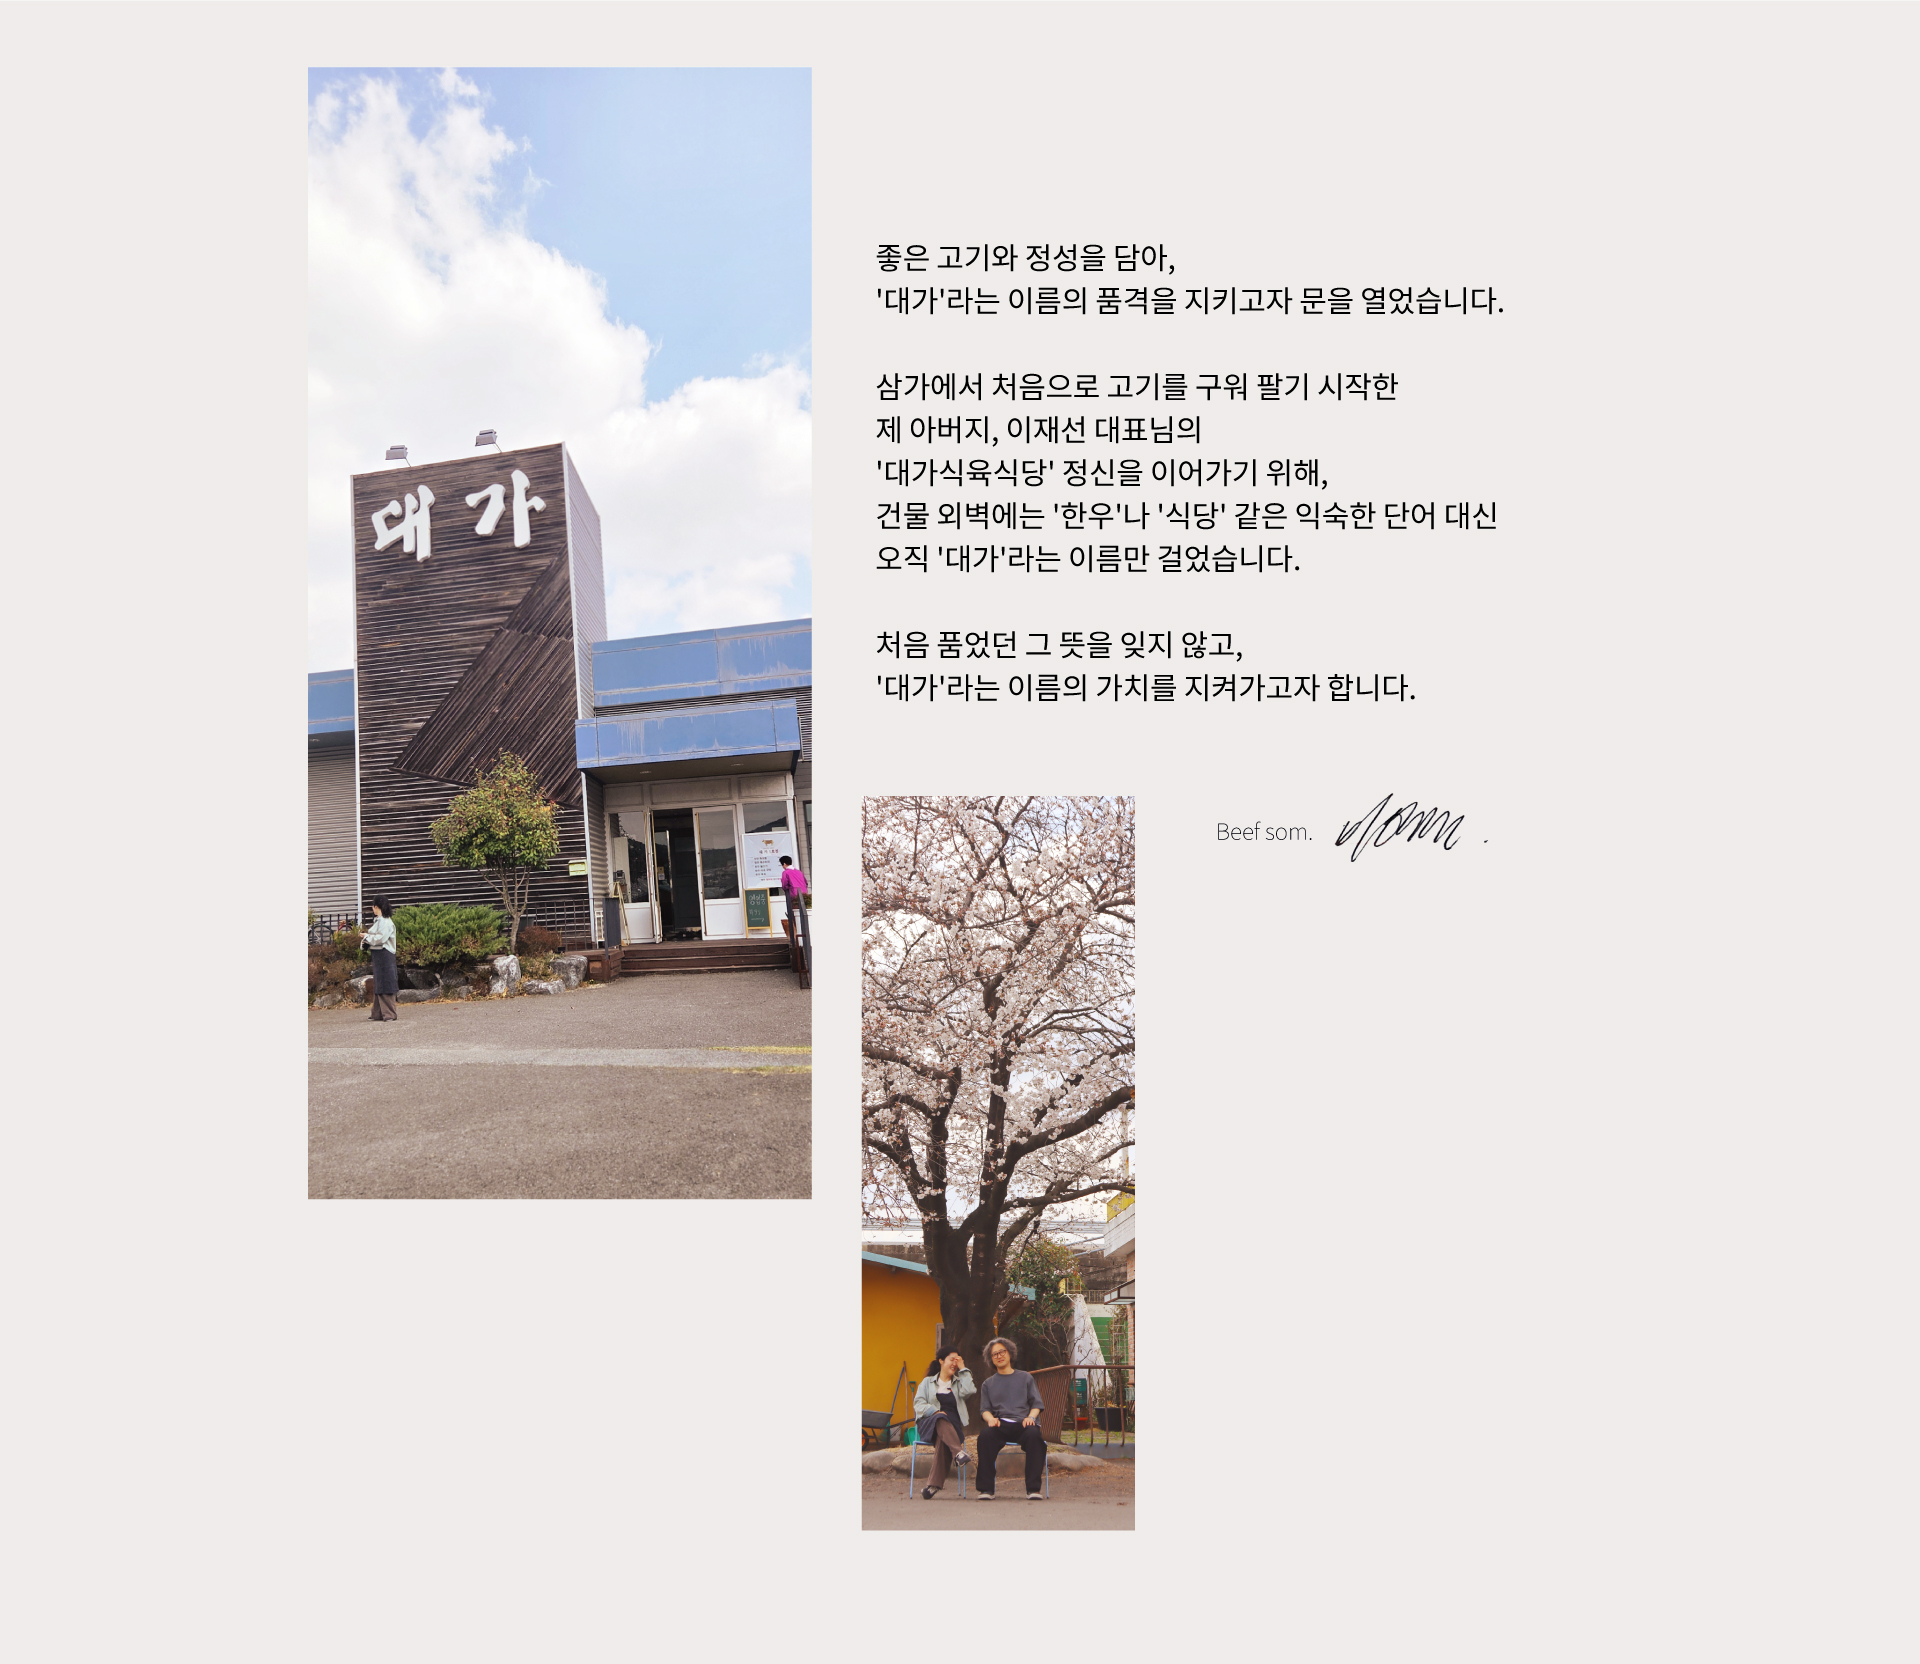 대가
좋은 고기와 정성을 담아,
'대가'라는 이름의 품격을 지키고자 문을 열었습니다.
삼가에서 처음으로 고기를 구워 팔기 시작한
제 아버지, 이재선 대표님의
'대가식육식당' 정신을 이어가기 위해,
건물 외벽에는 '한우'나 '식당' 같은 익숙한 단어 대신
오직 '대가'라는 이름만 걸었습니다.
처음 품었던 그 뜻을 잊지 않고,
'대가'라는 이름의 가치를 지켜가고자 합니다.
Beef som.